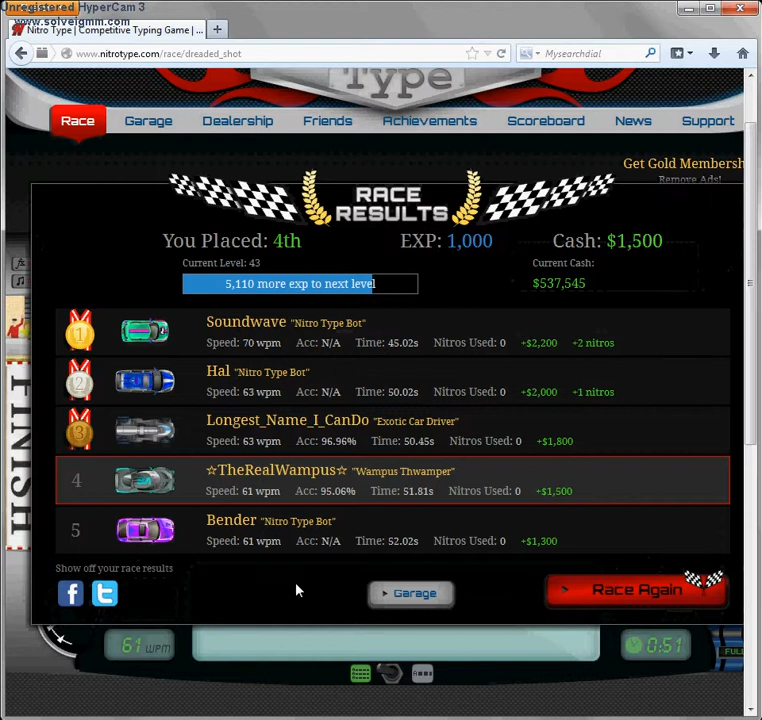 Unregistered HyperCam 3
www.solveigmm.com
Nitro Type | Competitive Typing Game | ...
www.nitrotype.com/race/dreaded_shot
Mysearchdial
Type
Race
Garage
Dealership
Friends
Achievements
Scoreboard
News
Support
Get Gold Membersh
Remove Ads!
RACE
RESULTS
You Placed: 4th
EXP: 1,000
Cash: $1,500
Current Level: 43
Current Cash:
5,110 more exp to next level
$537,545
1
Soundwave "Nitro Type Bot"
Speed: 70 wpm Acc: N/A Time: 45.02s Nitros Used: 0 +$2,200 +2 nitros
2
Hal "Nitro Type Bot"
Speed: 63 wpm Acc: N/A Time: 50.02s Nitros Used: 0 +$2,000 +1 nitros
3
Longest_Name_I_CanDo "Exotic Car Driver"
Speed: 63 wpm Acc: 96.96% Time: 50.45s Nitros Used: 0 +$1,800
4
☆TheRealWampus☆ "Wampus Thwamper"
Speed: 61 wpm Acc: 95.06% Time: 51.81s Nitros Used: 0 +$1,500
5
Bender "Nitro Type Bot"
Speed: 61 wpm Acc: N/A Time: 52.02s Nitros Used: 0 +$1,300
Show off your race results
Garage
Race Again
FINISH
61 WPM
0:51
FULL